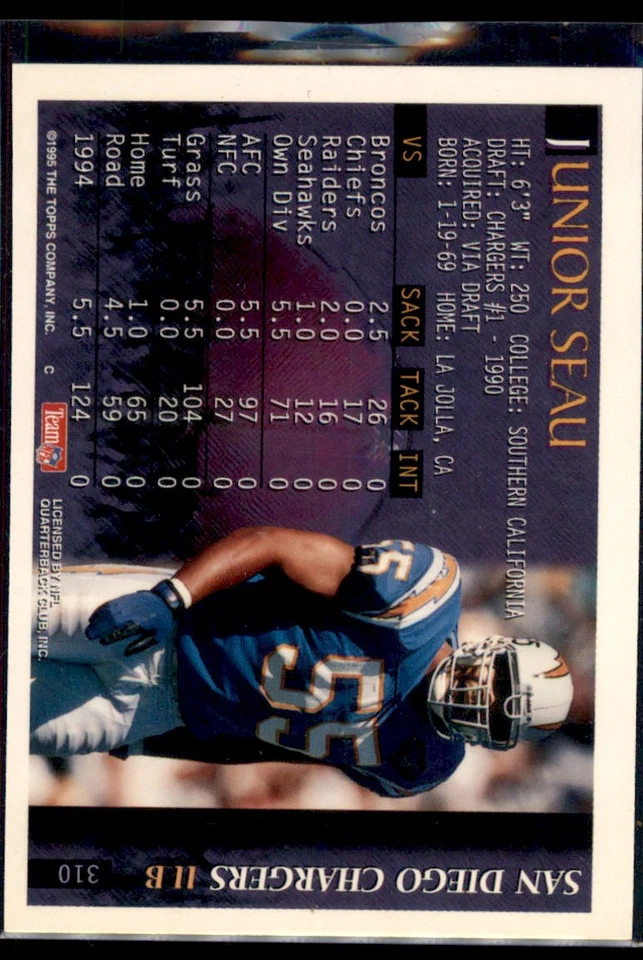 JUNIOR SEAU
HT: 6'3" WT: 250 COLLEGE: SOUTHERN CALIFORNIA
DRAFT: CHARGERS #1 - 1990
ACQUIRED: VIA DRAFT
BORN: 1-19-69 HOME: LA JOLLA, CA
VS SACK TACK INT
Broncos 2.5 26 0
Chiefs 0.0 17 0
Raiders 2.0 16 0
Seahawks 1.0 12 0
Own Div 5.5 71 0
AFC 5.5 97 0
NFC 0.0 27 0
Grass 5.5 104 0
Turf 0.0 20 0
Home 1.0 65 0
Road 4.5 59 0
1994 5.5 124 0
©1995 THE TOPPS COMPANY, INC. C
Team NFL
LICENSED BY NFL
QUARTERBACK CLUB, INC.
55
55
SAN DIEGO CHARGERS ILB
310